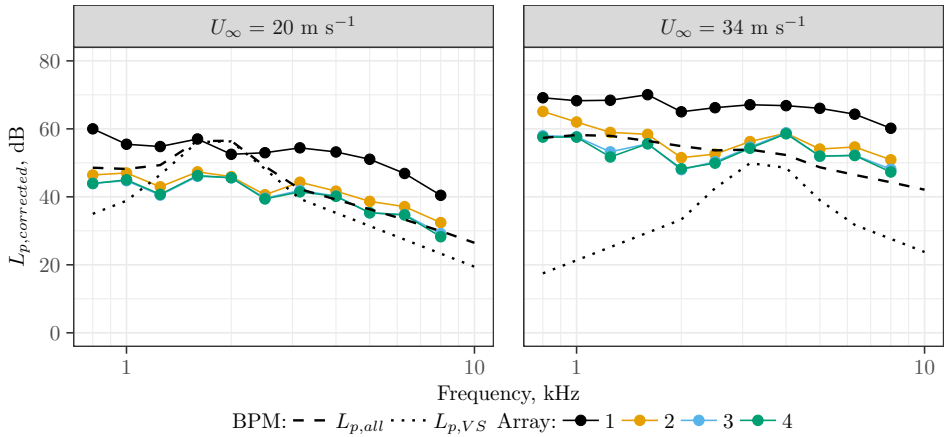 U∞ = 20 m s−1 U∞ = 34 m s−1
Lp,corrected, dB
80
60
40
20
0
1 10 1 10
Frequency, kHz
BPM: Lp,all Lp,VS Array: 1 2 3 4